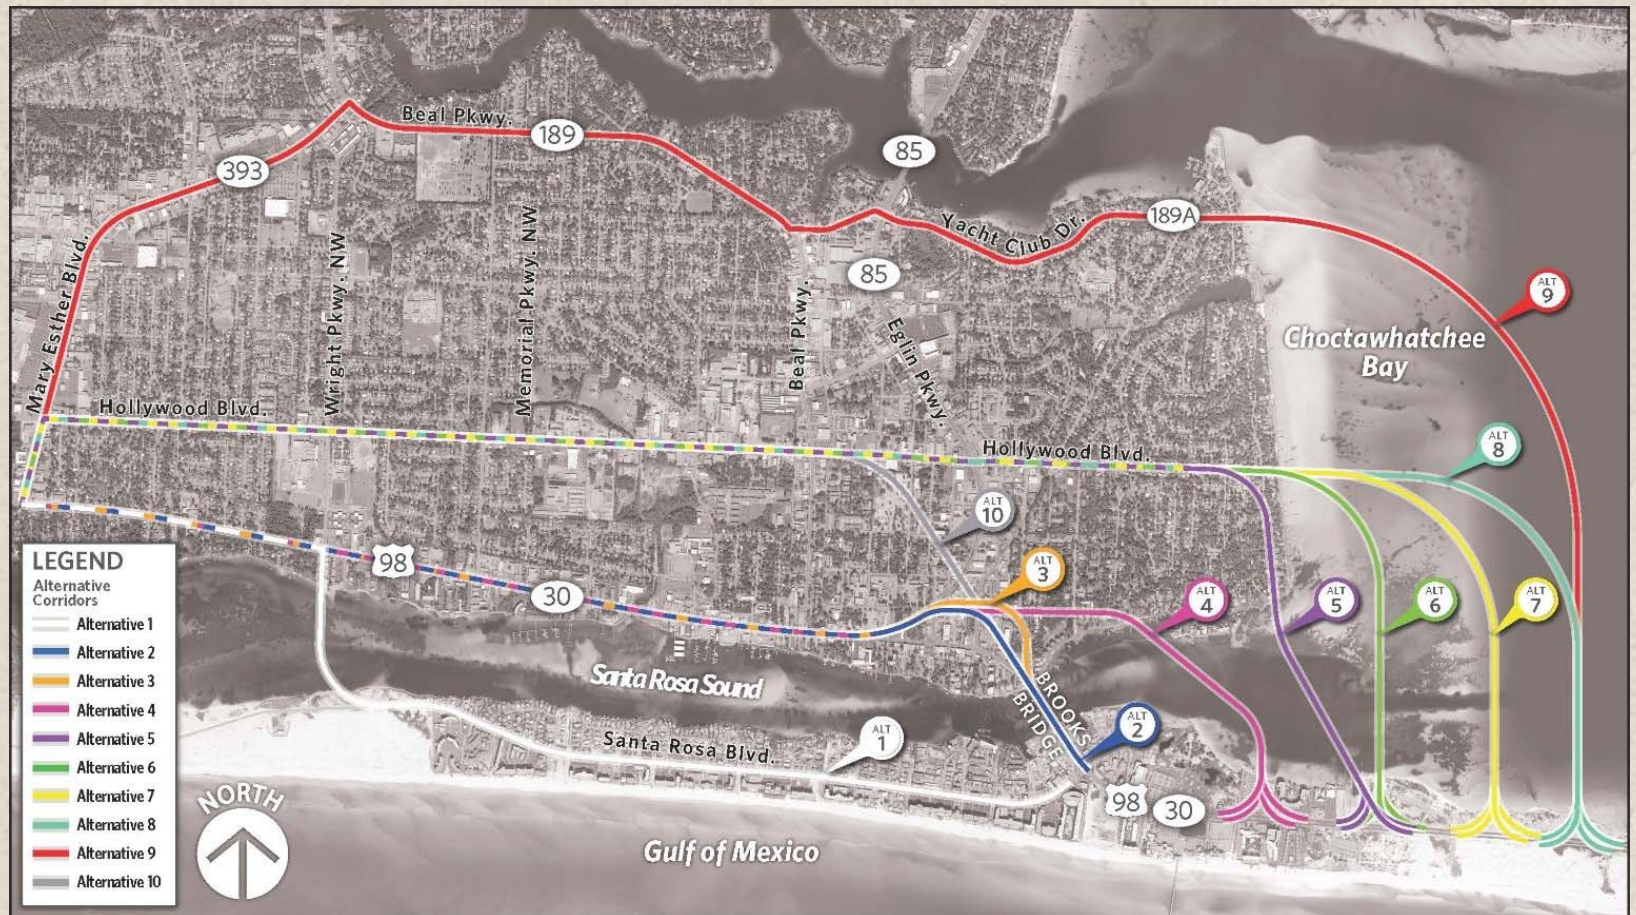 Beal Pkwy.
189
85
393
Yacht Club Dr.
189A
Mary Esther Blvd.
Wright Pkwy. NW
Memorial Pkwy. NW
Beal Pkwy.
85
Eglin Pkwy.
ALT
9
Choctawhatchee
Bay
Hollywood Blvd.
Hollywood Blvd.
ALT
8
ALT
10
98
30
ALT
3
ALT
4
ALT
5
ALT
6
ALT
7
Santa Rosa Sound
BROOKS
BRIDGE
ALT
2
ALT
1
Santa Rosa Blvd.
98
30
Gulf of Mexico
LEGEND
Alternative
Corridors
Alternative 1
Alternative 2
Alternative 3
Alternative 4
Alternative 5
Alternative 6
Alternative 7
Alternative 8
Alternative 9
Alternative 10
NORTH